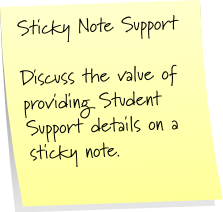 Sticky Note Support
Discuss the value of
providing Student
Support details on a
sticky note.